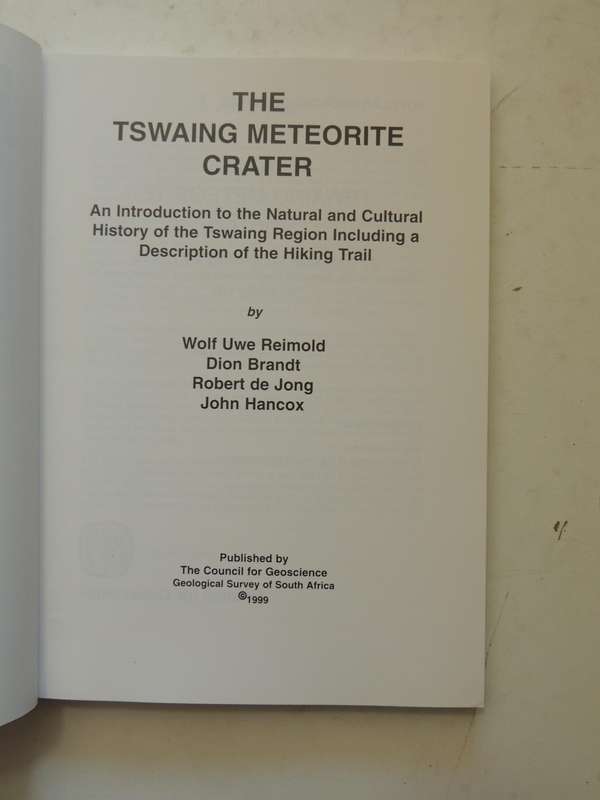 THE
TSWAING METEORITE
CRATER
An Introduction to the Natural and Cultural
History of the Tswaing Region Including a
Description of the Hiking Trail
by
Wolf Uwe Reimold
Dion Brandt
Robert de Jong
John Hancox
Published by
The Council for Geoscience
Geological Survey of South Africa
©1999